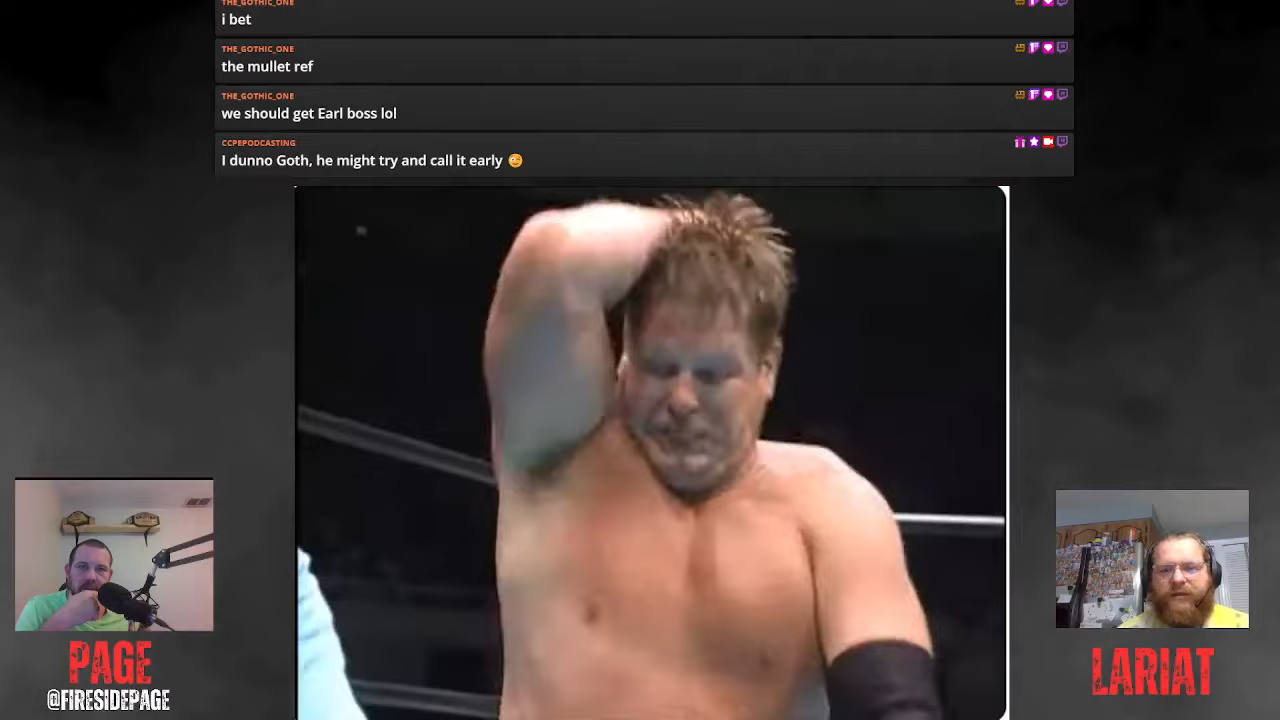 THE_GOTHIC_ONE
i bet
THE_GOTHIC_ONE
the mullet ref
THE_GOTHIC_ONE
we should get Earl boss lol
CCPEPODCASTING
I dunno Goth, he might try and call it early
PAGE
@FIRESIDEPAGE
LARIAT